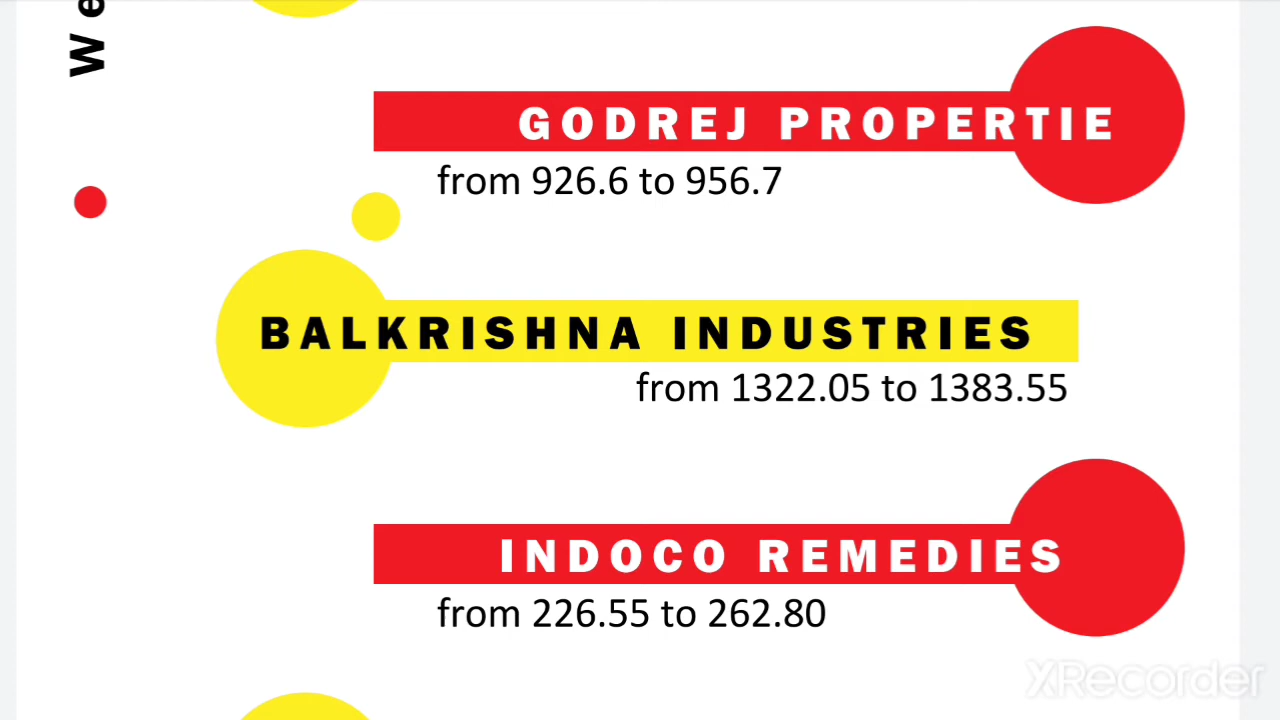 We
GODREJ PROPERTIE
from 926.6 to 956.7
BALKRISHNA INDUSTRIES
from 1322.05 to 1383.55
INDOCO REMEDIES
from 226.55 to 262.80
XRecorder